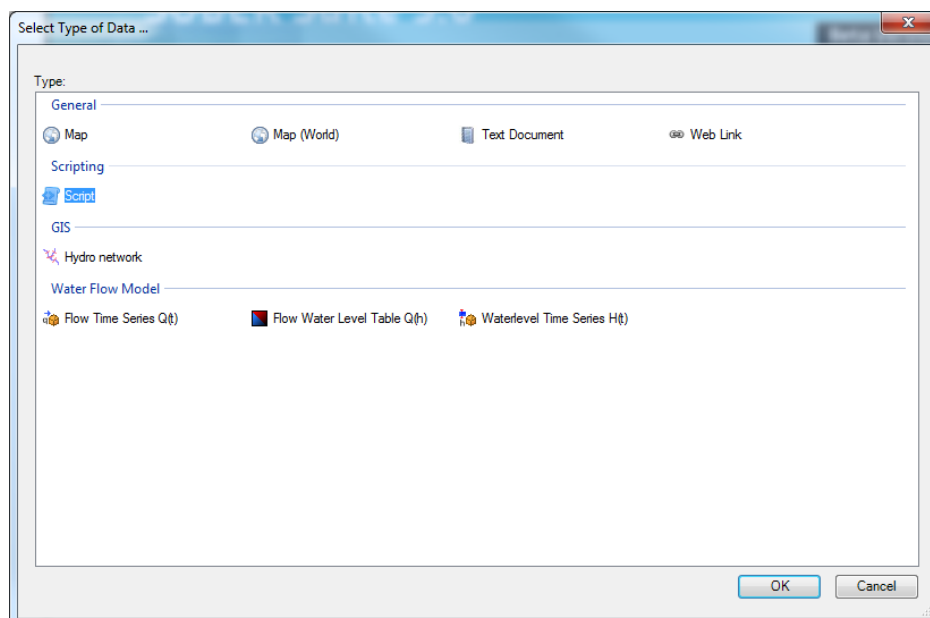 Select Type of Data ...
Type:
General
Map Map (World) Text Document Web Link
Scripting
Script
GIS
Hydro network
Water Flow Model
Flow Time Series Q(t) Flow Water Level Table Q(h) Waterlevel Time Series H(t)
OK Cancel